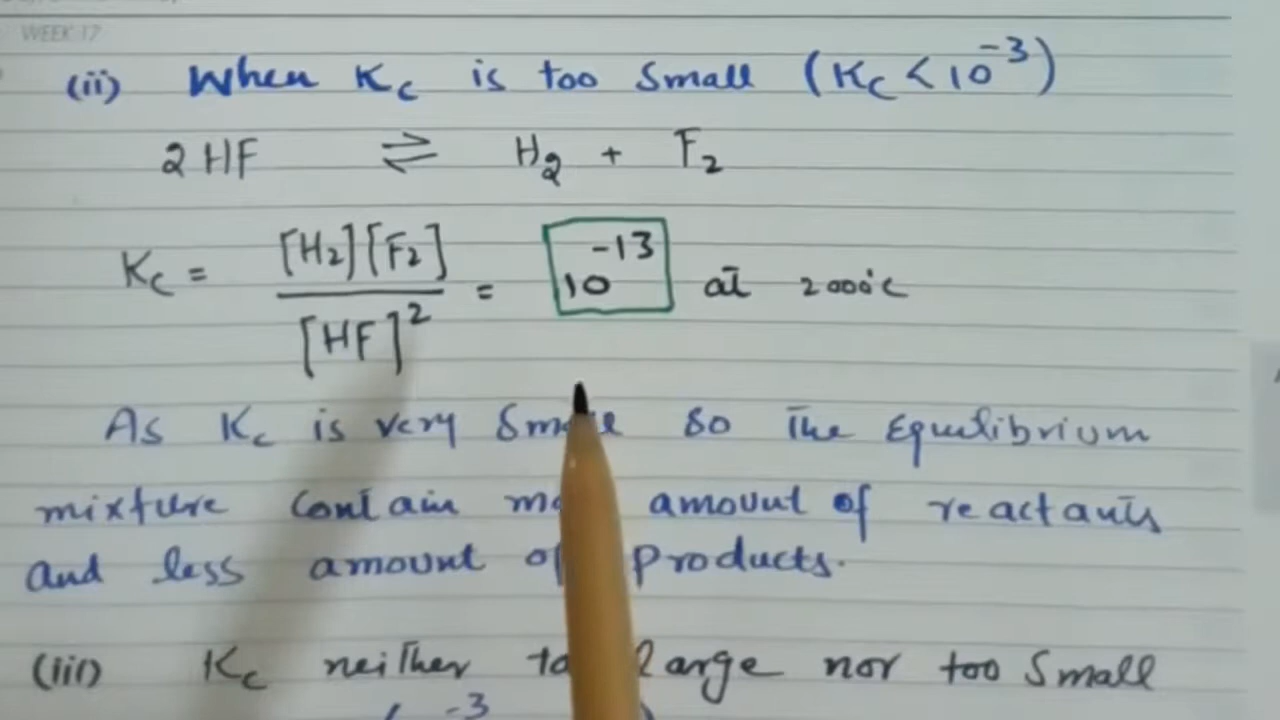 WEEK 17
(ii) When Kc is too small (Kc < 10⁻³)
2HF ⇌ H₂ + F₂
Kc = [H₂][F₂] / [HF]² = 10⁻¹³ at 2000°C
As Kc is very so the Equilibrium
mixture contain amount of reactants
and less amount of products.
(iii) Kc neither large nor too small
-3